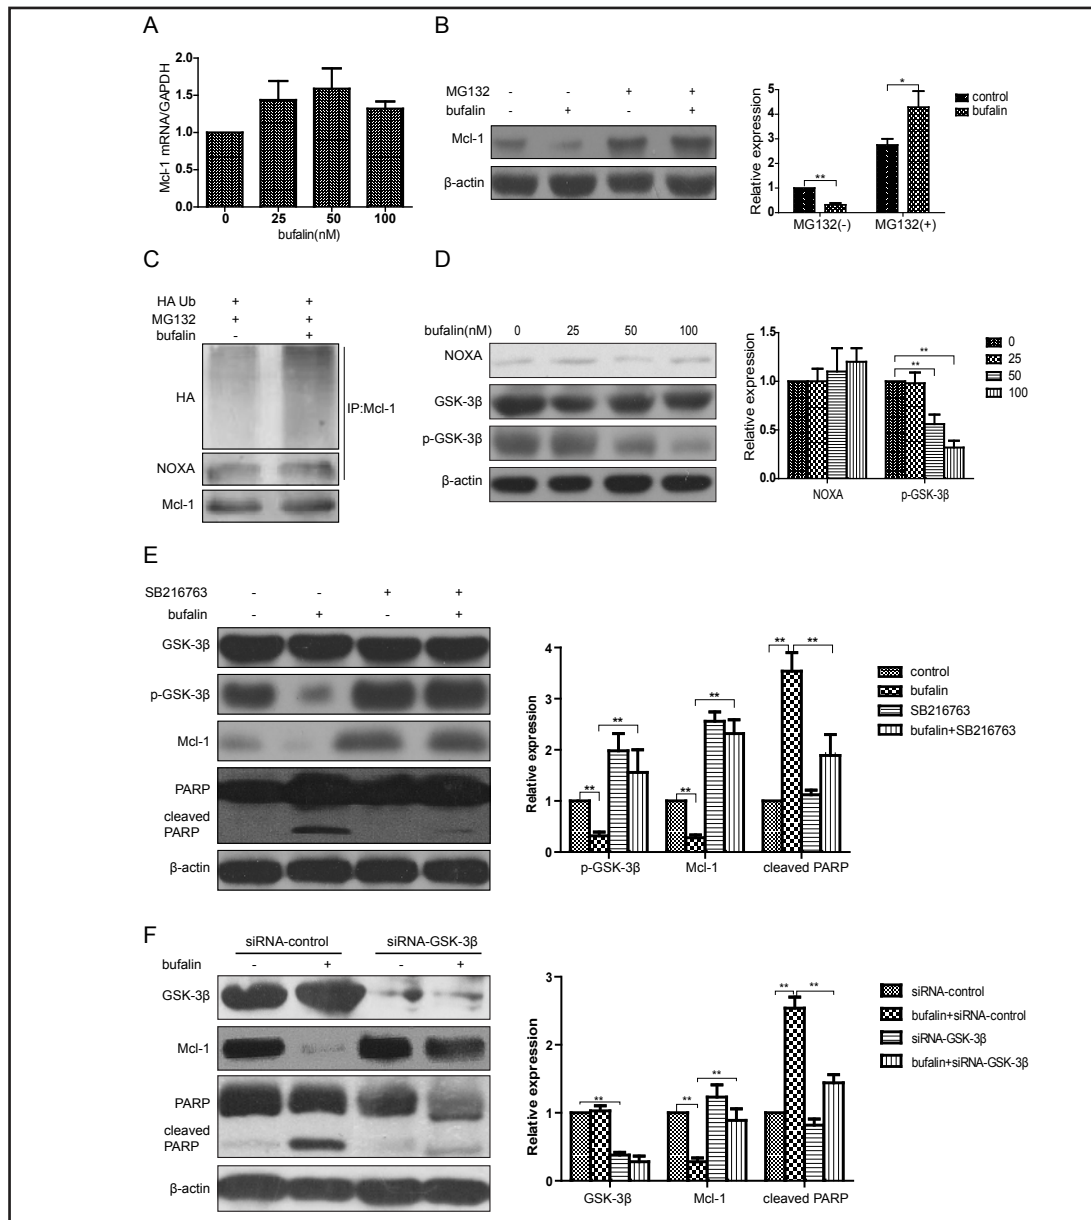 A
Mcl-1 mRNA/GAPDH
2.0
1.5
1.0
0.5
0.0
0 25 50 100
bufalin(nM)
B
MG132 - - + +
bufalin - + - +
Mcl-1
β-actin
Relative expression
5
4
3
2
1
0
** *
MG132(-) MG132(+)
control
bufalin
C
HA Ub + +
MG132 + +
bufalin - +
HA
IP:Mcl-1
NOXA
Mcl-1
D
bufalin(nM) 0 25 50 100
NOXA
GSK-3β
p-GSK-3β
β-actin
Relative expression
1.5
1.0
0.5
0.0
**
**
NOXA p-GSK-3β
0
25
50
100
E
SB216763 - - + +
bufalin - + - +
GSK-3β
p-GSK-3β
Mcl-1
PARP
cleaved
PARP
β-actin
Relative expression
4
3
2
1
0
** ** ** ** ** **
p-GSK-3β Mcl-1 cleaved PARP
control
bufalin
SB216763
bufalin+SB216763
F
siRNA-control siRNA-GSK-3β
bufalin - + - +
GSK-3β
Mcl-1
PARP
cleaved
PARP
β-actin
Relative expression
3
2
1
0
** ** ** ** **
GSK-3β Mcl-1 cleaved PARP
siRNA-control
bufalin+siRNA-control
siRNA-GSK-3β
bufalin+siRNA-GSK-3β